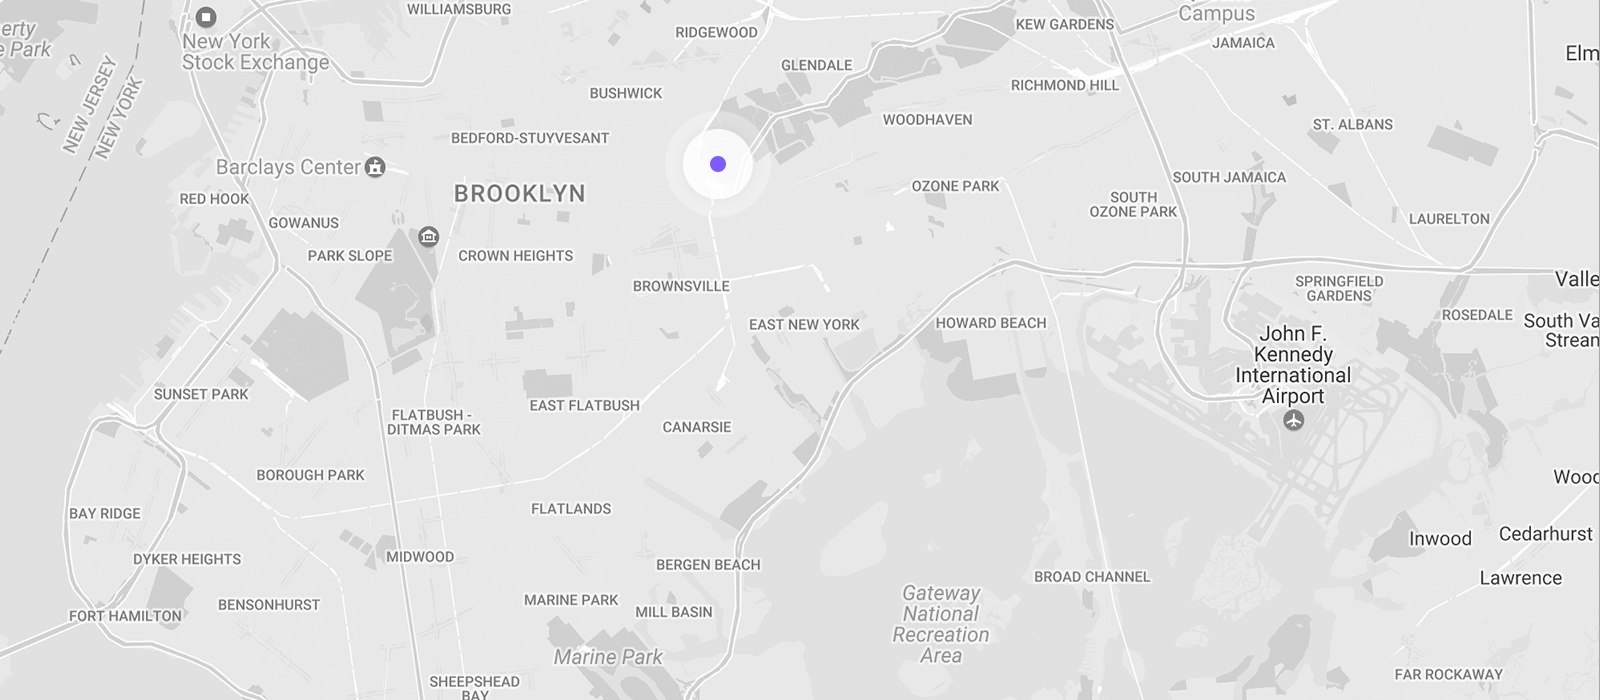 WILLIAMSBURG
RIDGEWOOD
KEW GARDENS
Campus
JAMAICA
erty
e Park
New York
Stock Exchange
GLENDALE
Elm
RICHMOND HILL
BUSHWICK
NEW JERSEY
NEW YORK
WOODHAVEN
ST. ALBANS
BEDFORD-STUYVESANT
Barclays Center
BROOKLYN
RED HOOK
OZONE PARK
SOUTH JAMAICA
SOUTH
OZONE PARK
LAURELTON
GOWANUS
PARK SLOPE
CROWN HEIGHTS
BROWNSVILLE
SPRINGFIELD
GARDENS
Valle
EAST NEW YORK
HOWARD BEACH
ROSEDALE
South Va
Strean
John F.
Kennedy
International
Airport
SUNSET PARK
EAST FLATBUSH
FLATBUSH -
DITMAS PARK
CANARSIE
BOROUGH PARK
Wood
BAY RIDGE
FLATLANDS
Inwood
Cedarhurst
DYKER HEIGHTS
MIDWOOD
BERGEN BEACH
BROAD CHANNEL
Lawrence
Gateway
National
Recreation
Area
FORT HAMILTON
BENSONHURST
MARINE PARK
MILL BASIN
Marine Park
SHEEPSHEAD
BAY
FAR ROCKAWAY